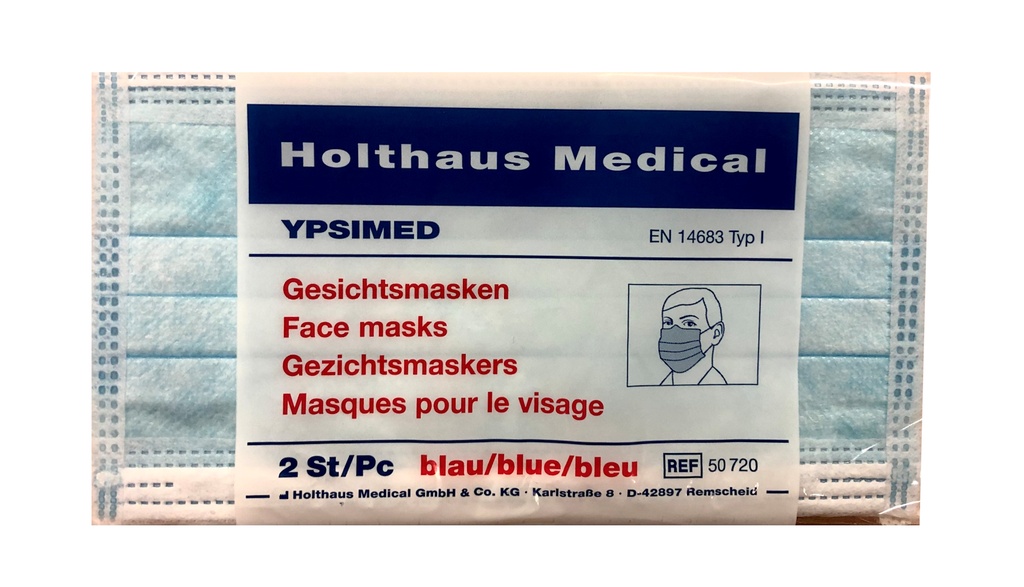 Holthaus Medical
YPSIMED
EN 14683 Typ I
Gesichtsmasken
Face masks
Gezichtsmaskers
Masques pour le visage
2 St/Pc blau/blue/bleu REF 50 720
Holthaus Medical GmbH & Co. KG · Karlstraße 8 · D-42897 Remscheid